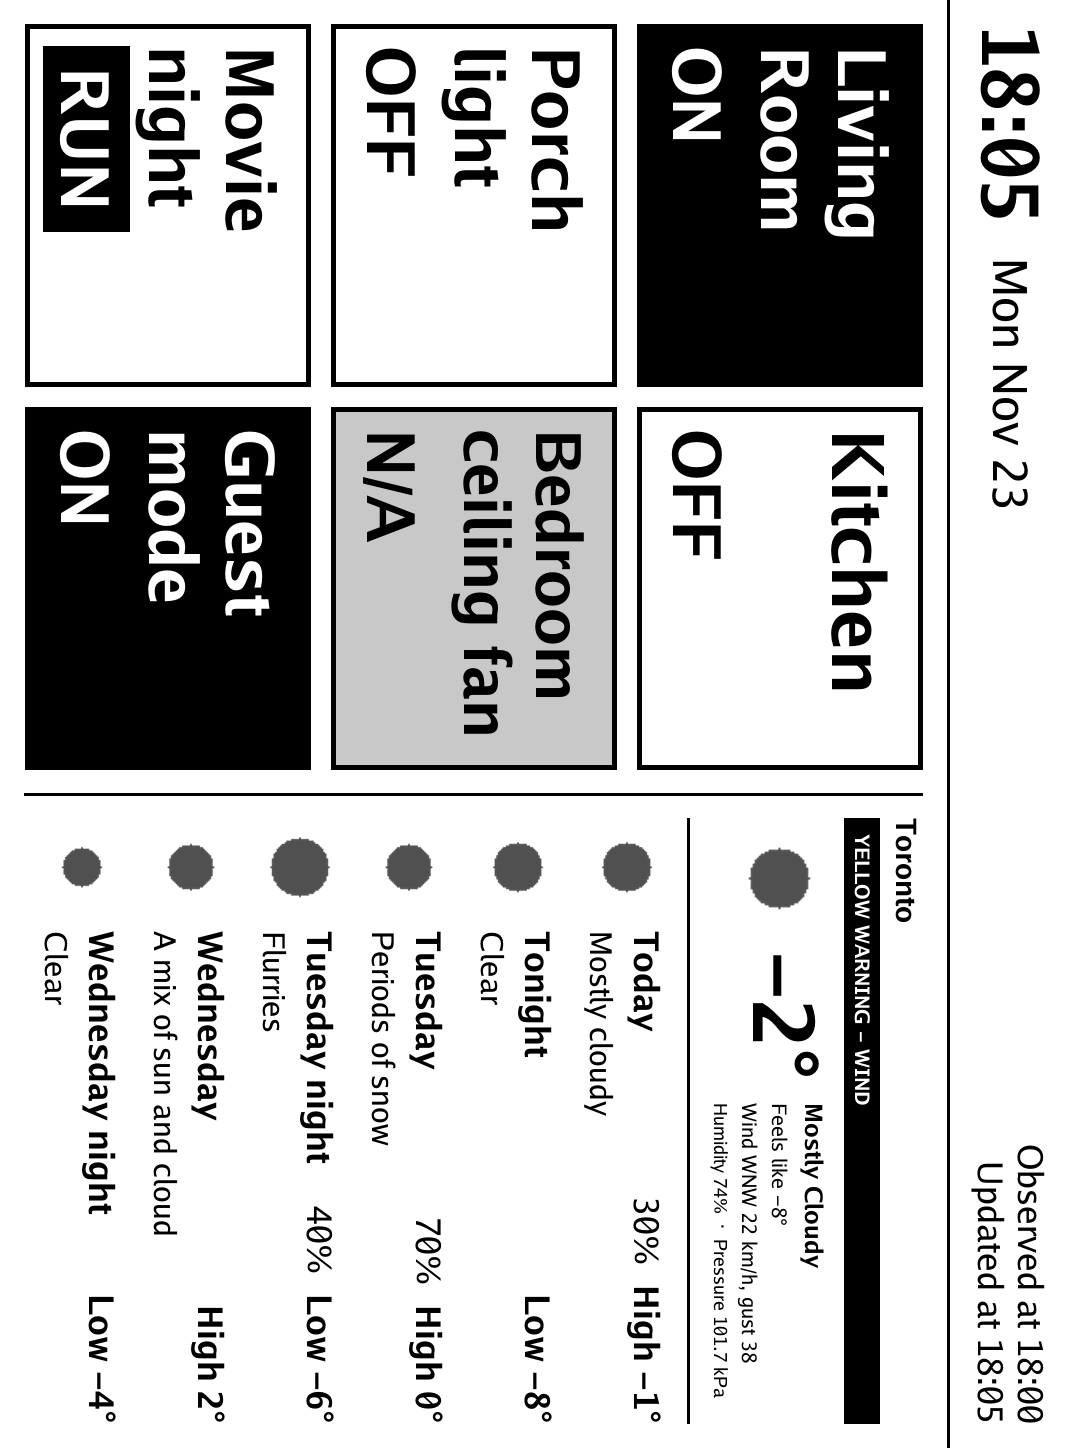 18:05 Mon Nov 23
Observed at 18:00
Updated at 18:05
Living
Room
ON
Kitchen
OFF
Porch
light
OFF
Bedroom
ceiling fan
N/A
Movie
night
RUN
Guest
mode
ON
Toronto
YELLOW WARNING – WIND
−2°
Mostly Cloudy
Feels like −8°
Wind WNW 22 km/h, gust 38
Humidity 74% · Pressure 101.7 kPa
Today 30% High −1°
Mostly cloudy
Tonight Low −8°
Clear
Tuesday 70% High 0°
Periods of snow
Tuesday night 40% Low −6°
Flurries
Wednesday High 2°
A mix of sun and cloud
Wednesday night Low −4°
Clear